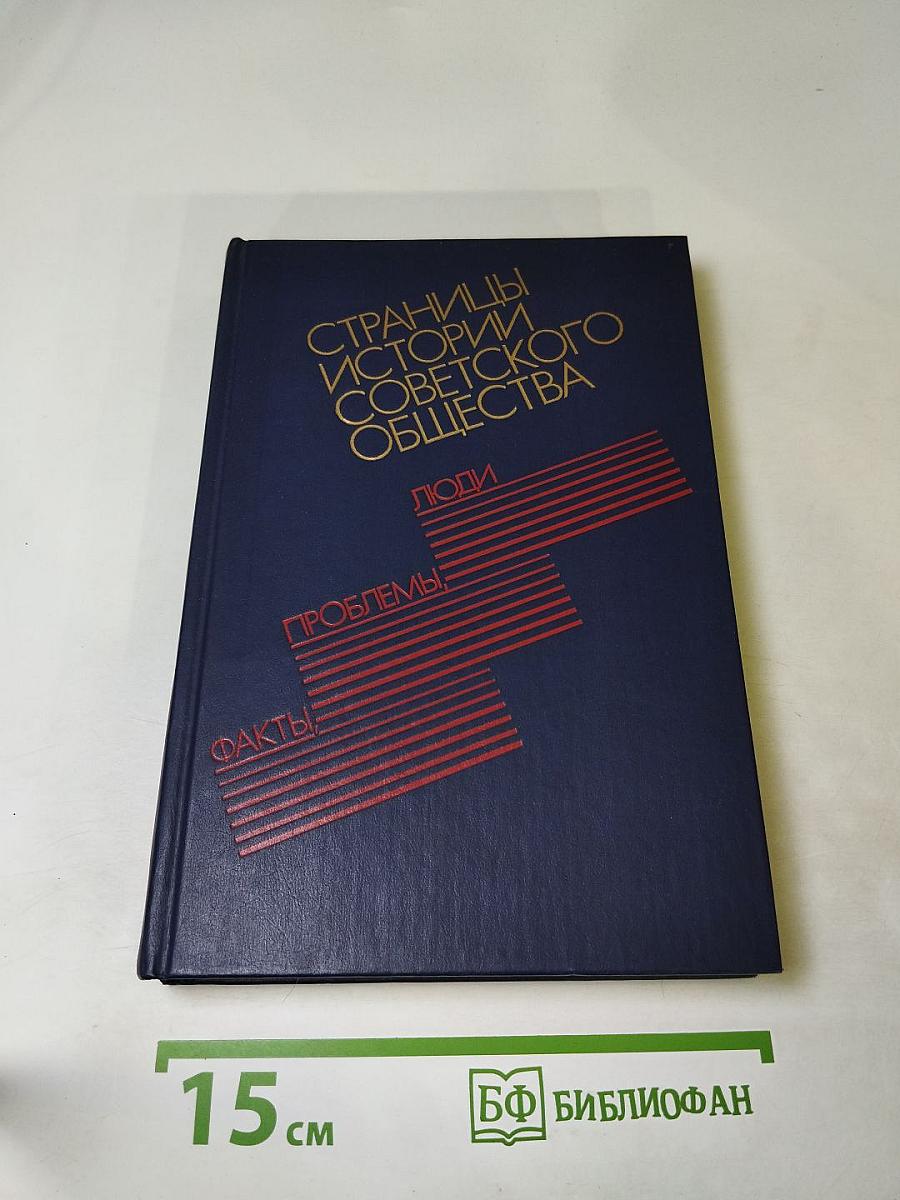 СТРАНИЦЫ
ИСТОРИИ
СОВЕТСКОГО
ОБЩЕСТВА
ЛЮДИ
ПРОБЛЕМЫ,
ФАКТЫ,
15 см
БФ БИБЛИОФАН